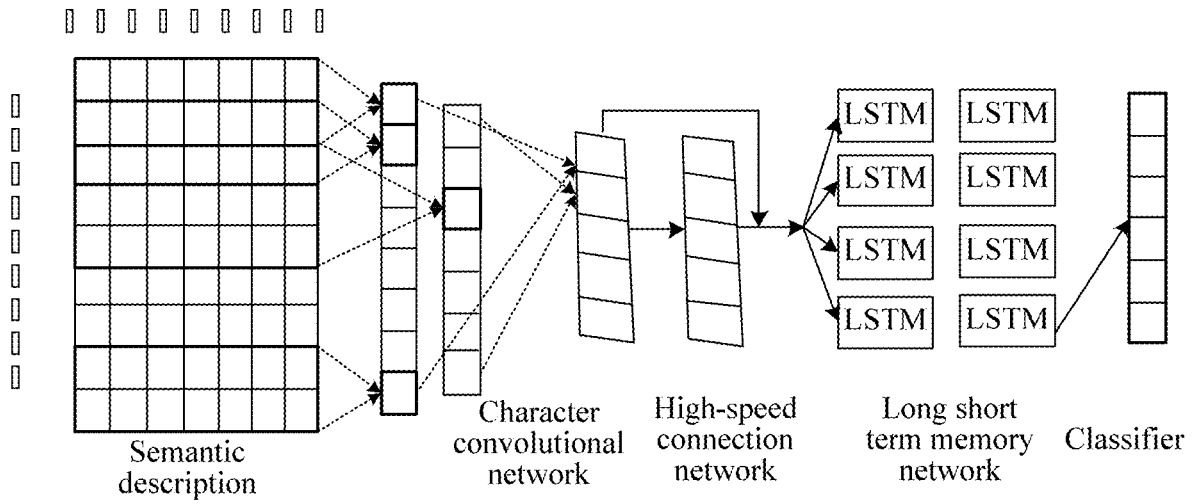 LSTM LSTM
LSTM LSTM
LSTM LSTM
LSTM LSTM
Semantic
description
Character
convolutional
network
High-speed
connection
network
Long short
term memory
network
Classifier